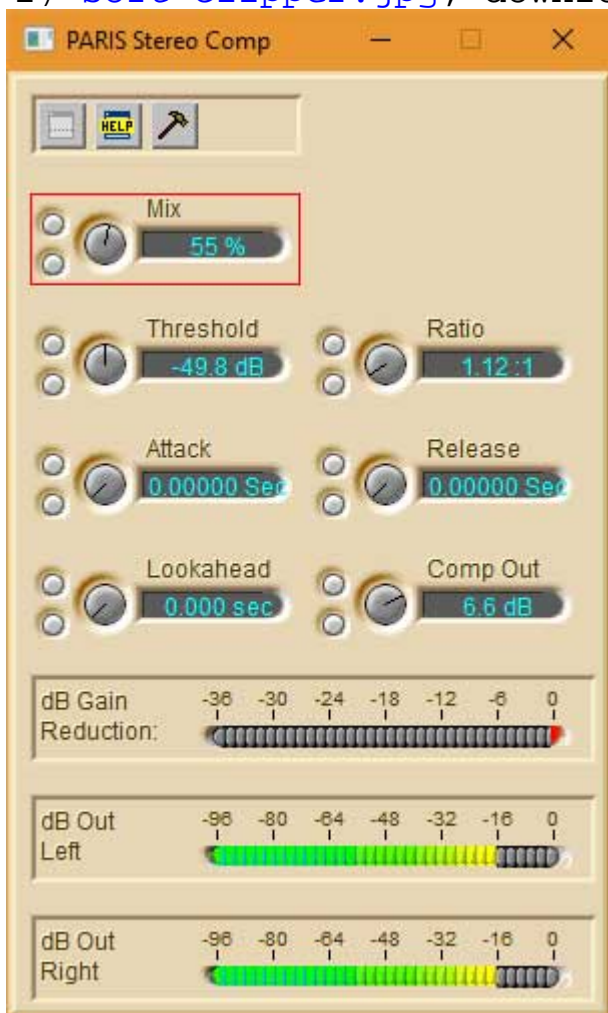 PARIS Stereo Comp
HELP
Mix
55 %
Threshold Ratio
-49.8 dB 1.12 :1
Attack Release
0.00000 Sec 0.00000 Sec
Lookahead Comp Out
0.000 sec 6.6 dB
dB Gain -36 -30 -24 -18 -12 -6 0
Reduction:
dB Out -96 -80 -64 -48 -32 -16 0
Left
dB Out -96 -80 -64 -48 -32 -16 0
Right